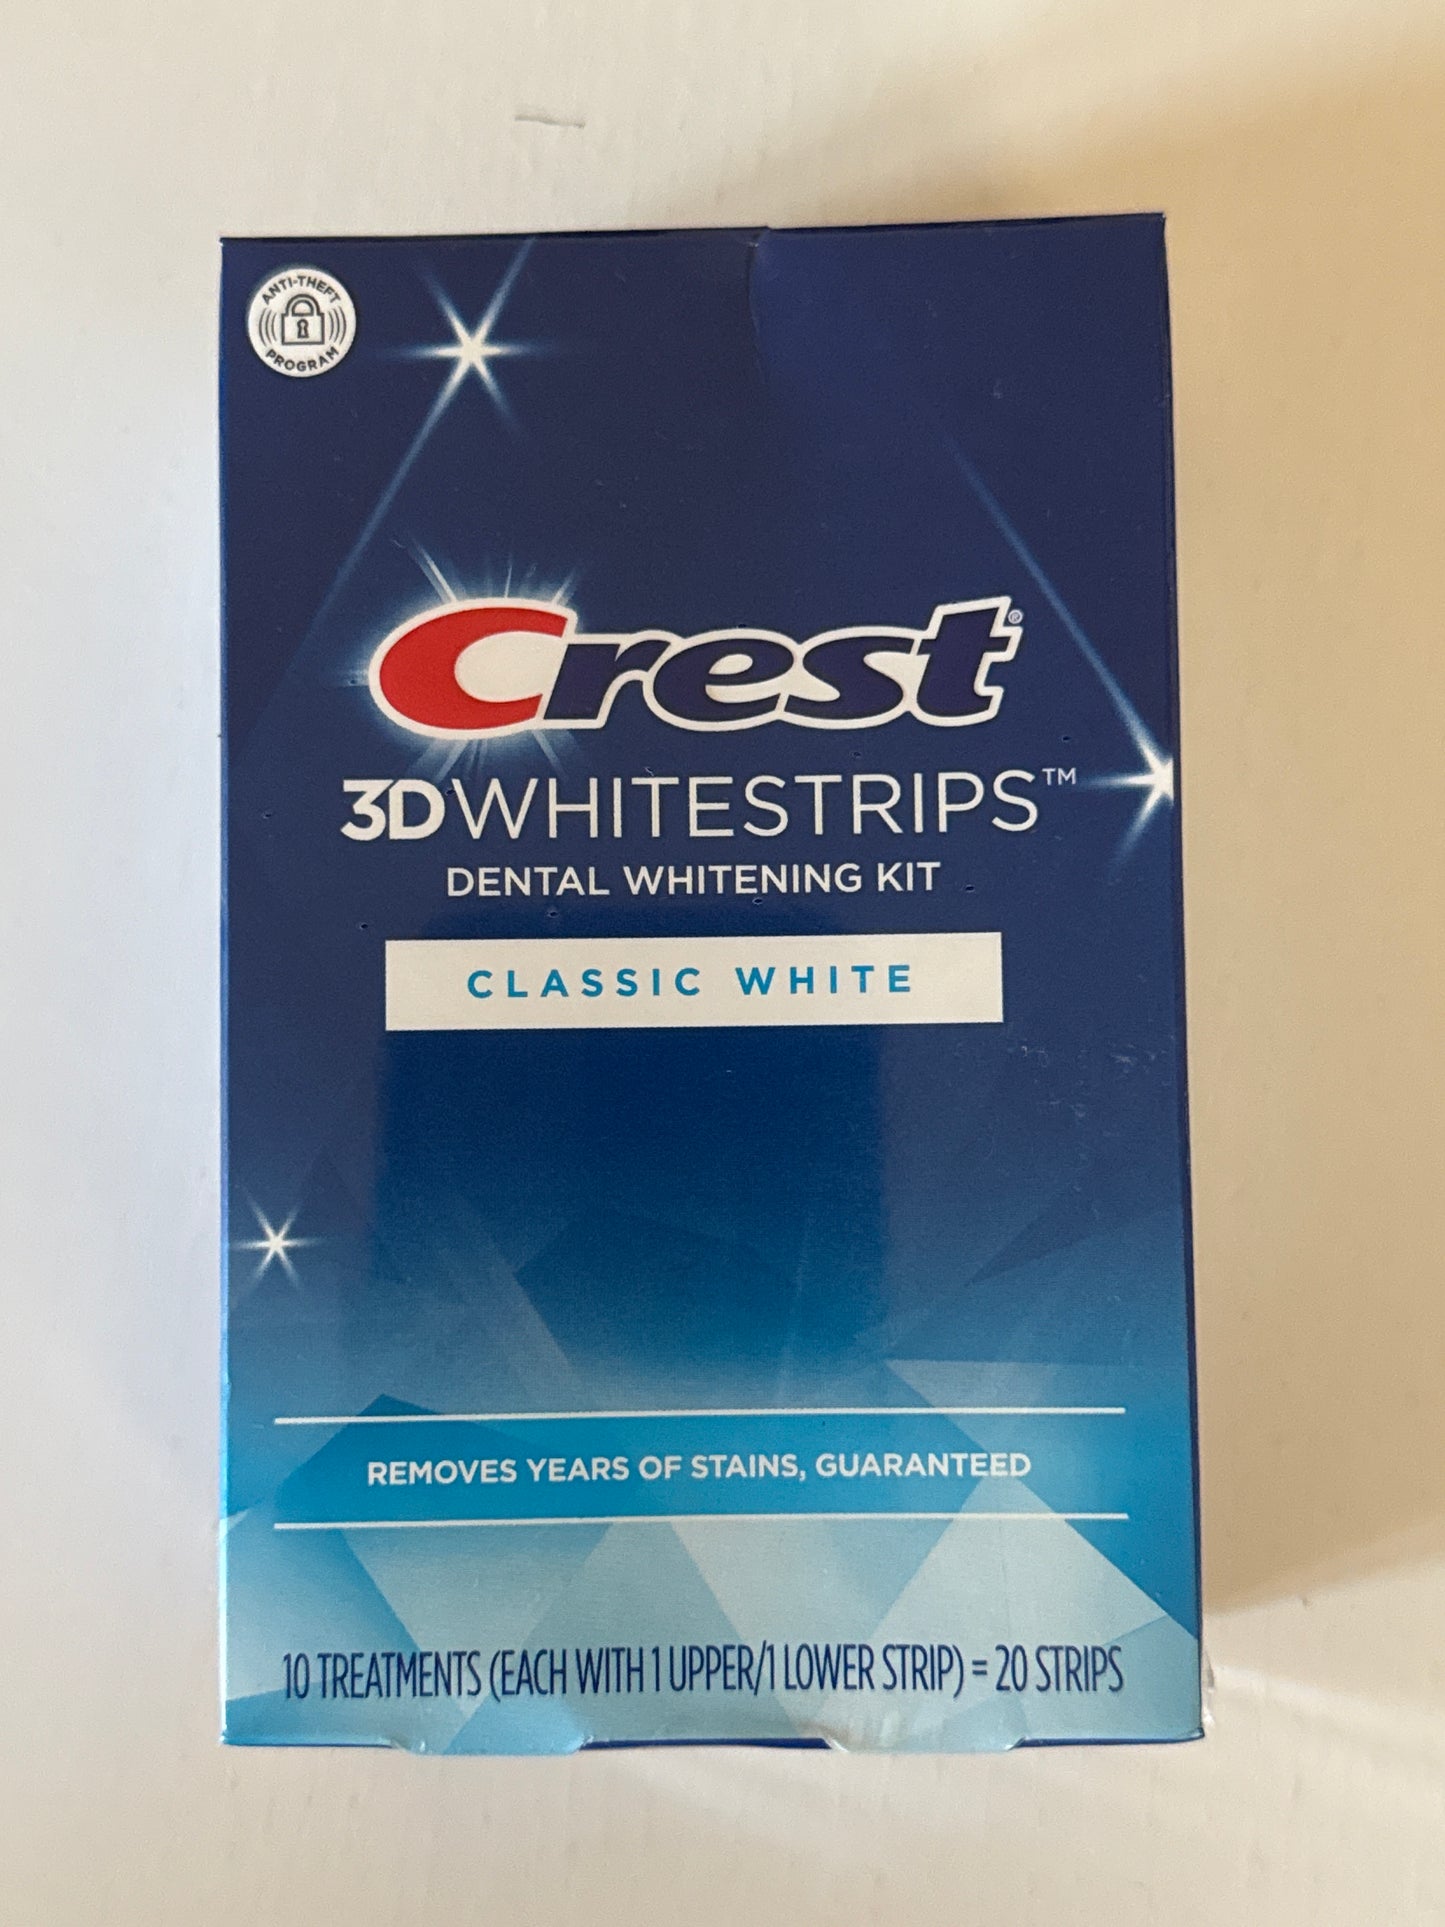 ANTI-THEFT
PROGRAM
Crest®
3DWHITESTRIPS™
DENTAL WHITENING KIT
CLASSIC WHITE
REMOVES YEARS OF STAINS, GUARANTEED
10 TREATMENTS (EACH WITH 1 UPPER/1 LOWER STRIP) = 20 STRIPS